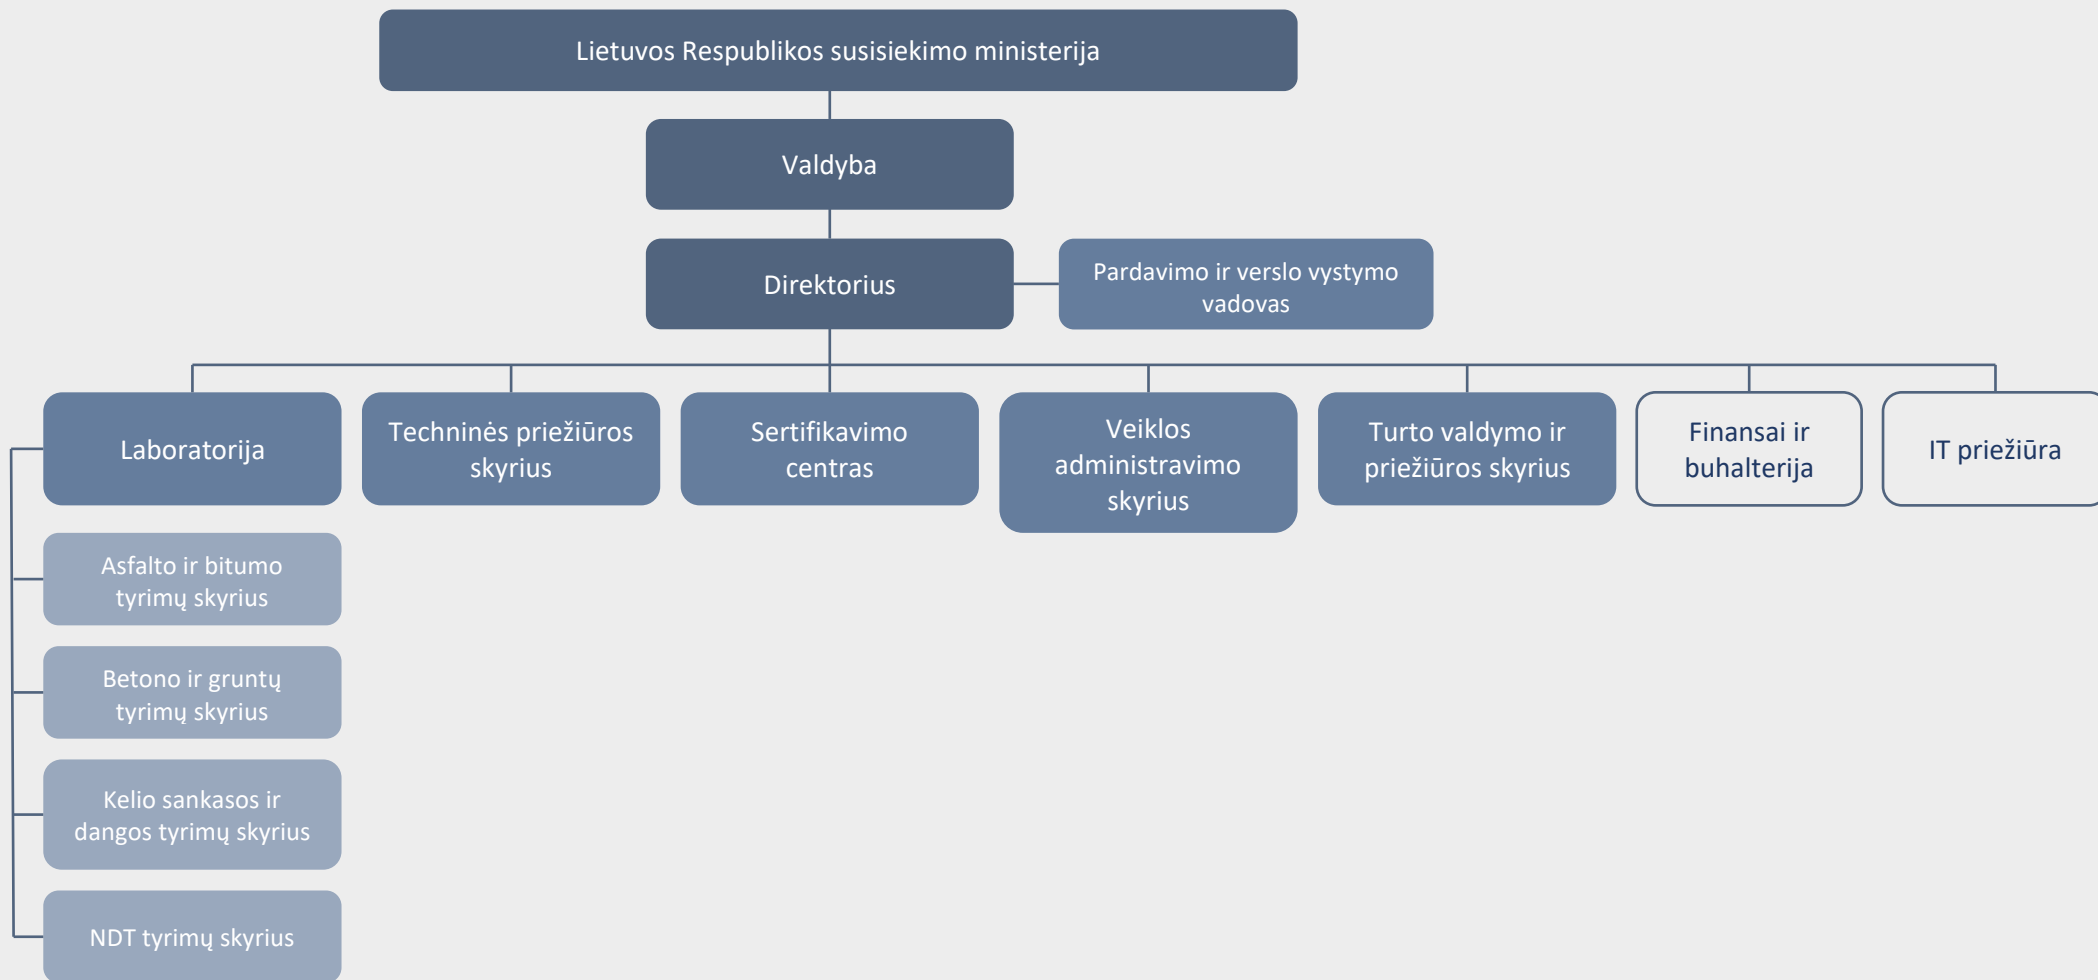 Lietuvos Respublikos susisiekimo ministerija
Valdyba
Direktorius
Pardavimo ir verslo vystymo
vadovas
Laboratorija
Techninės priežiūros
skyrius
Sertifikavimo
centras
Veiklos
administravimo
skyrius
Turto valdymo ir
priežiūros skyrius
Finansai ir
buhalterija
IT priežiūra
Asfalto ir bitumo
tyrimų skyrius
Betono ir gruntų
tyrimų skyrius
Kelio sankasos ir
dangos tyrimų skyrius
NDT tyrimų skyrius